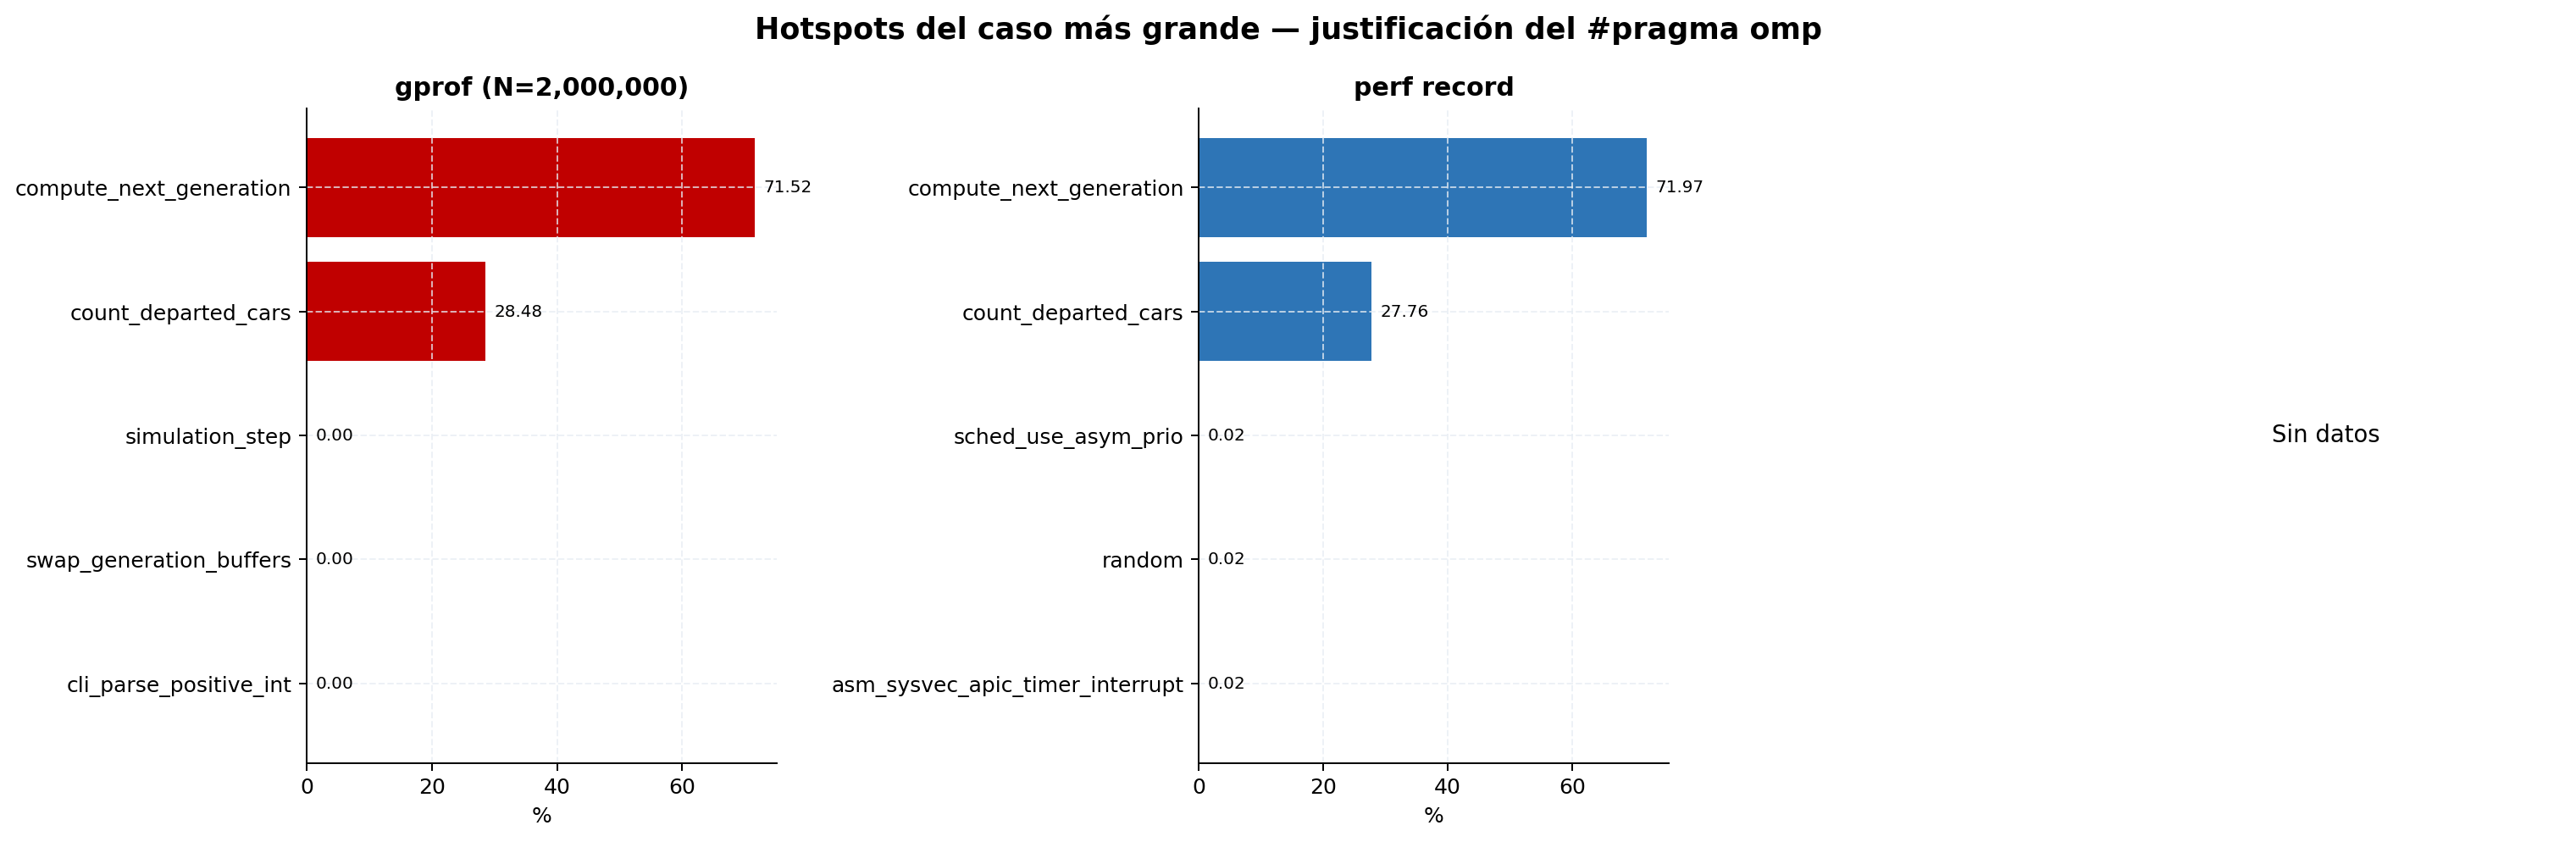 Hotspots del caso más grande — justificación del #pragma omp
gprof (N=2,000,000)
compute_next_generation
71.52
count_departed_cars
28.48
simulation_step
0.00
swap_generation_buffers
0.00
cli_parse_positive_int
0.00
0 20 40 60
%
perf record
compute_next_generation
71.97
count_departed_cars
27.76
sched_use_asym_prio
0.02
random
0.02
asm_sysvec_apic_timer_interrupt
0.02
0 20 40 60
%
Sin datos